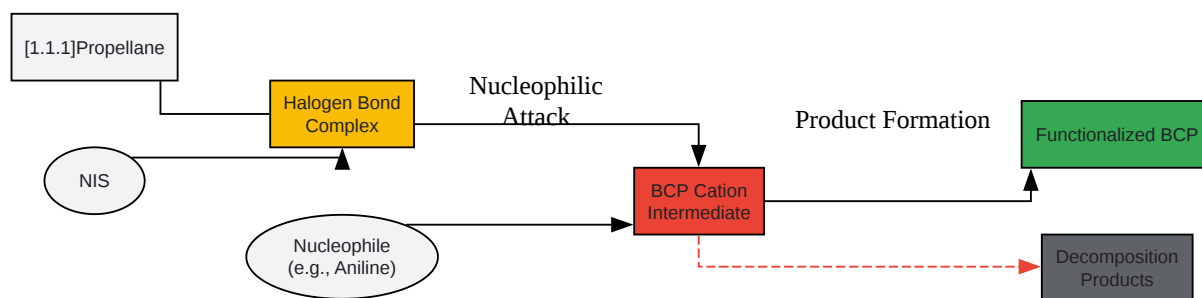 [1.1.1]Propellane
Halogen Bond
Complex
NIS
Nucleophilic
Attack
Nucleophile
(e.g., Aniline)
BCP Cation
Intermediate
Product Formation
Functionalized BCP
Decomposition
Products